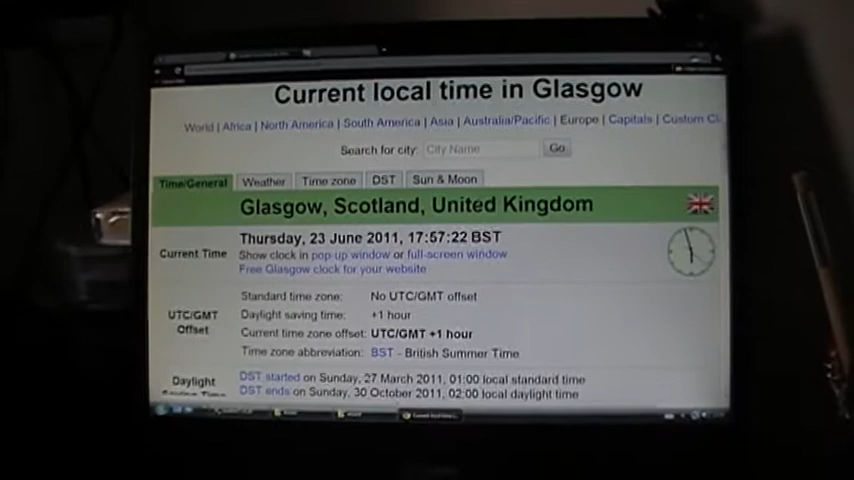 Current local time in Glasgow
World | Africa | North America | South America | Asia | Australia/Pacific | Europe | Capitals | Custom Cl
Search for city: City Name Go
Time/General Weather Time zone DST Sun & Moon
Glasgow, Scotland, United Kingdom
Current Time
Thursday, 23 June 2011, 17:57:22 BST
Show clock in pop-up window or full-screen window
Free Glasgow clock for your website
UTC/GMT
Offset
Standard time zone: No UTC/GMT offset
Daylight saving time: +1 hour
Current time zone offset: UTC/GMT +1 hour
Time zone abbreviation: BST - British Summer Time
Daylight
DST started on Sunday, 27 March 2011, 01:00 local standard time
DST ends on Sunday, 30 October 2011, 02:00 local daylight time